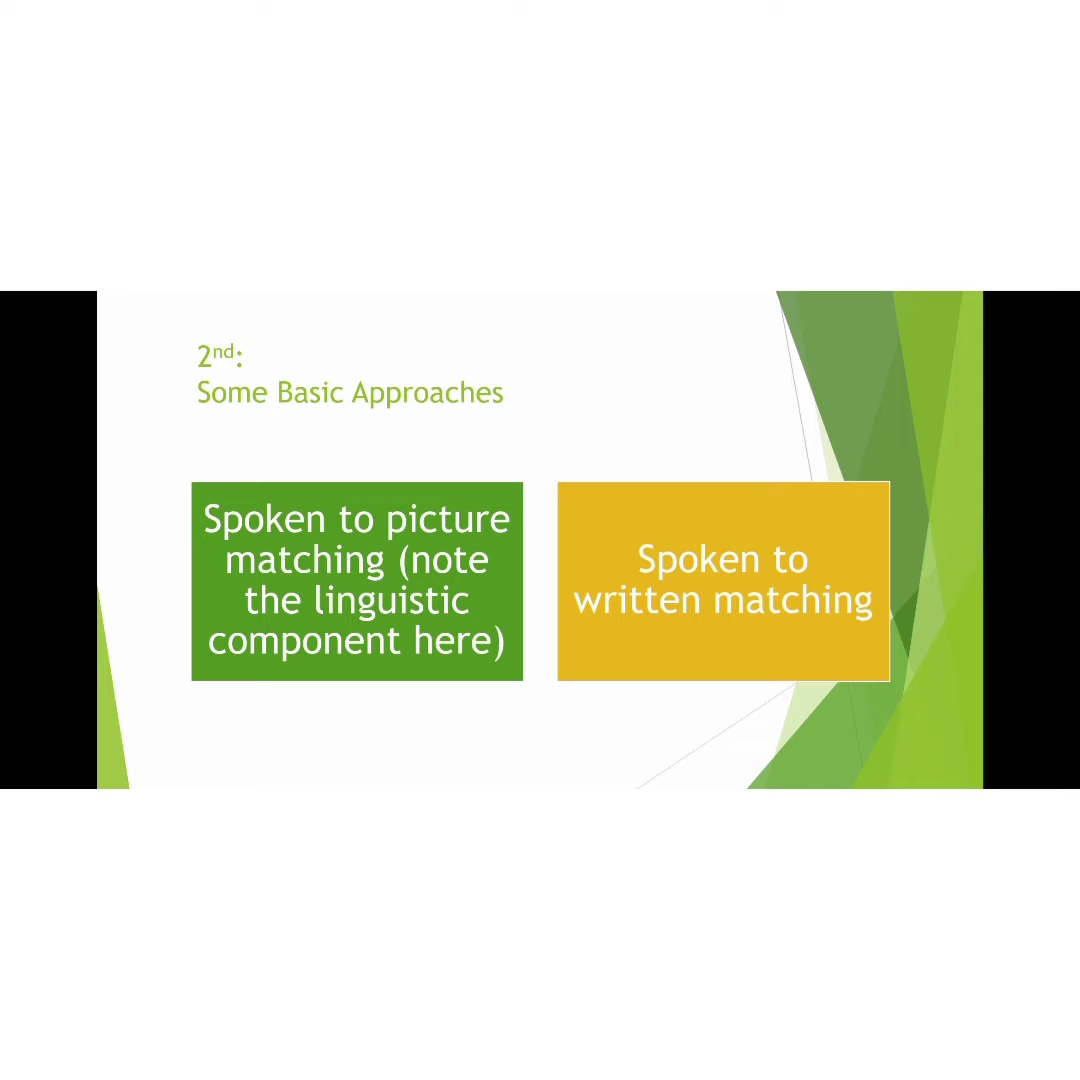 2nd:
Some Basic Approaches
Spoken to picture
matching (note
the linguistic
component here)
Spoken to
written matching